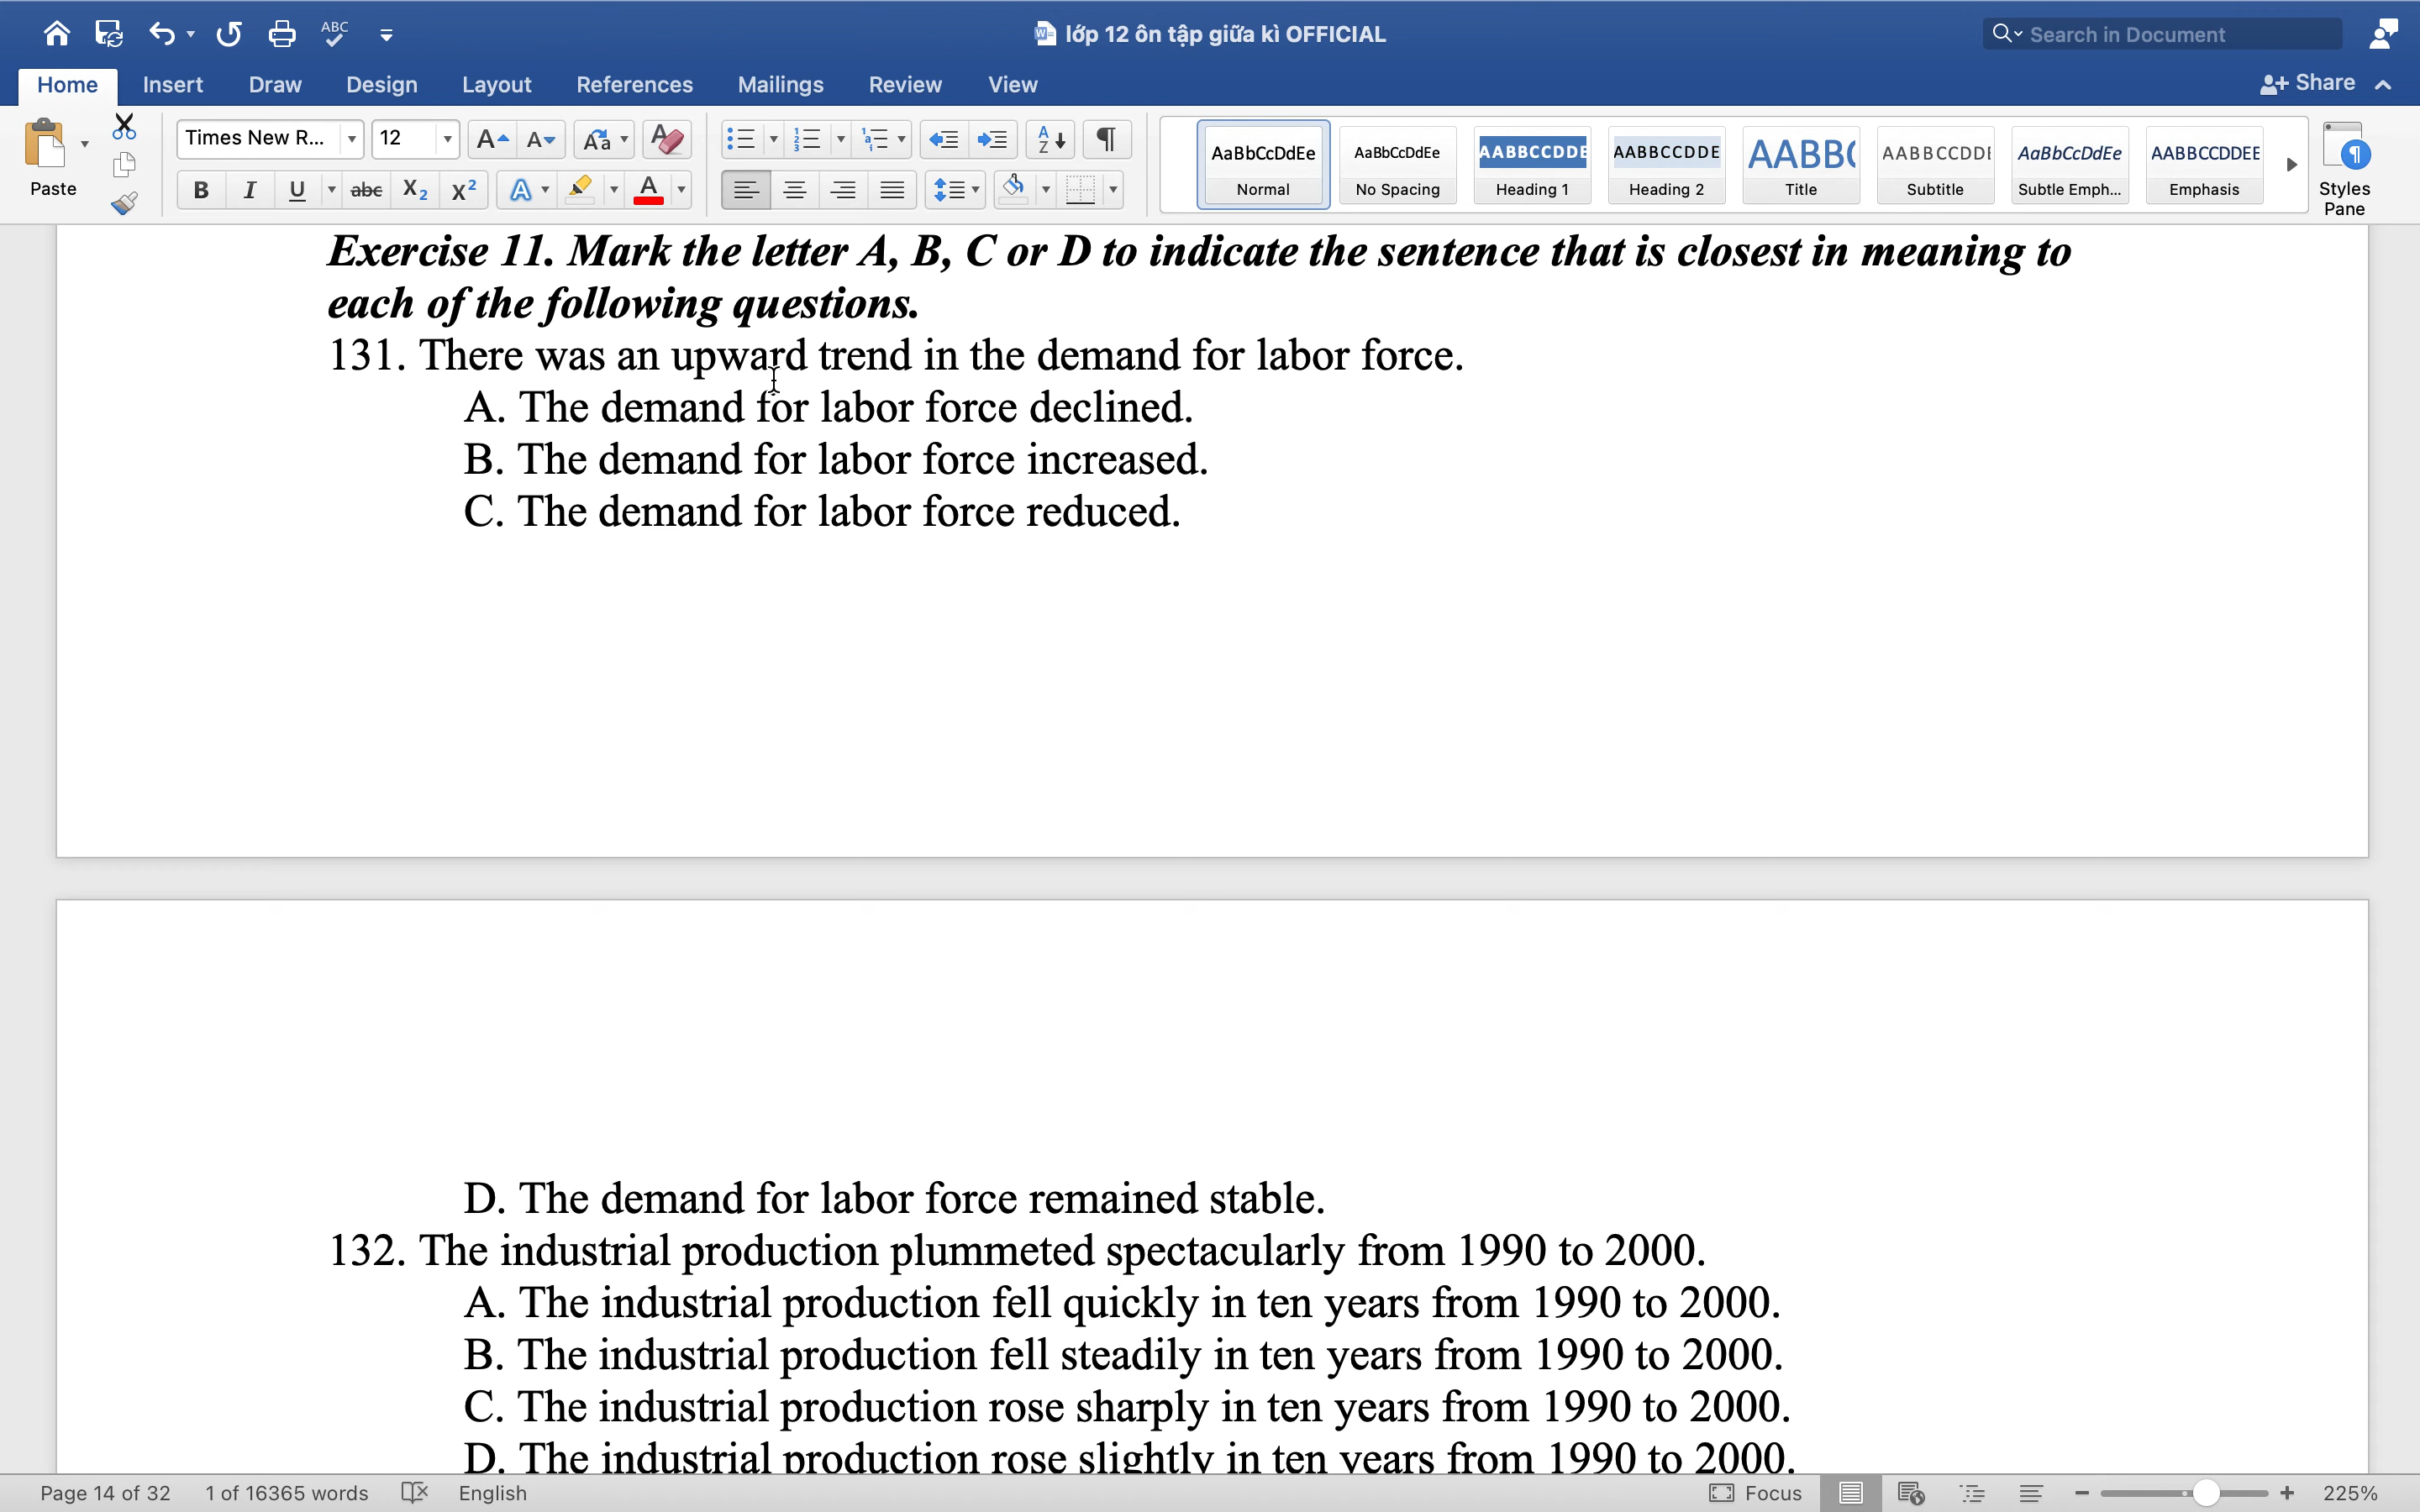 lớp 12 ôn tập giữa kì OFFICIAL
Search in Document
Home Insert Draw Design Layout References Mailings Review View Share
Paste
Times New R... 12
ABC
AaBbCcDdEe AaBbCcDdEe AABBCCDDE AABBCCDDE AABB( AABBCCDDI AaBbCcDdEe AABBCCDDEE
Normal No Spacing Heading 1 Heading 2 Title Subtitle Subtle Emph... Emphasis
Styles
Pane
Exercise 11. Mark the letter A, B, C or D to indicate the sentence that is closest in meaning to
each of the following questions.
131. There was an upward trend in the demand for labor force.
A. The demand for labor force declined.
B. The demand for labor force increased.
C. The demand for labor force reduced.
D. The demand for labor force remained stable.
132. The industrial production plummeted spectacularly from 1990 to 2000.
A. The industrial production fell quickly in ten years from 1990 to 2000.
B. The industrial production fell steadily in ten years from 1990 to 2000.
C. The industrial production rose sharply in ten years from 1990 to 2000.
D. The industrial production rose slightly in ten years from 1990 to 2000.
Page 14 of 32 1 of 16365 words English Focus 225%